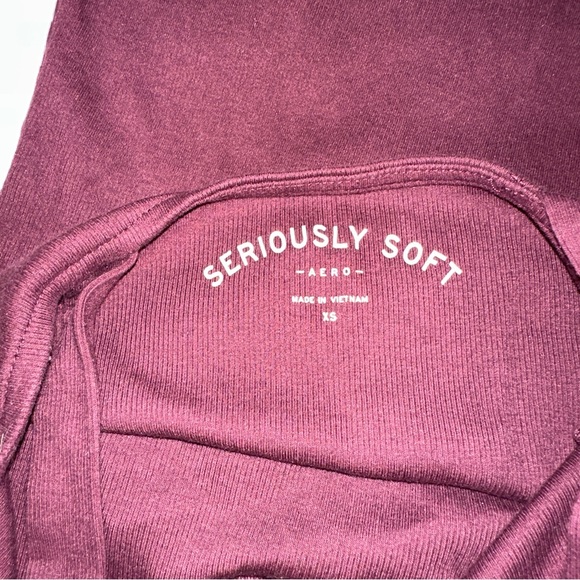 SERIOUSLY SOFT
-AERO-
MADE IN VIETNAM
XS